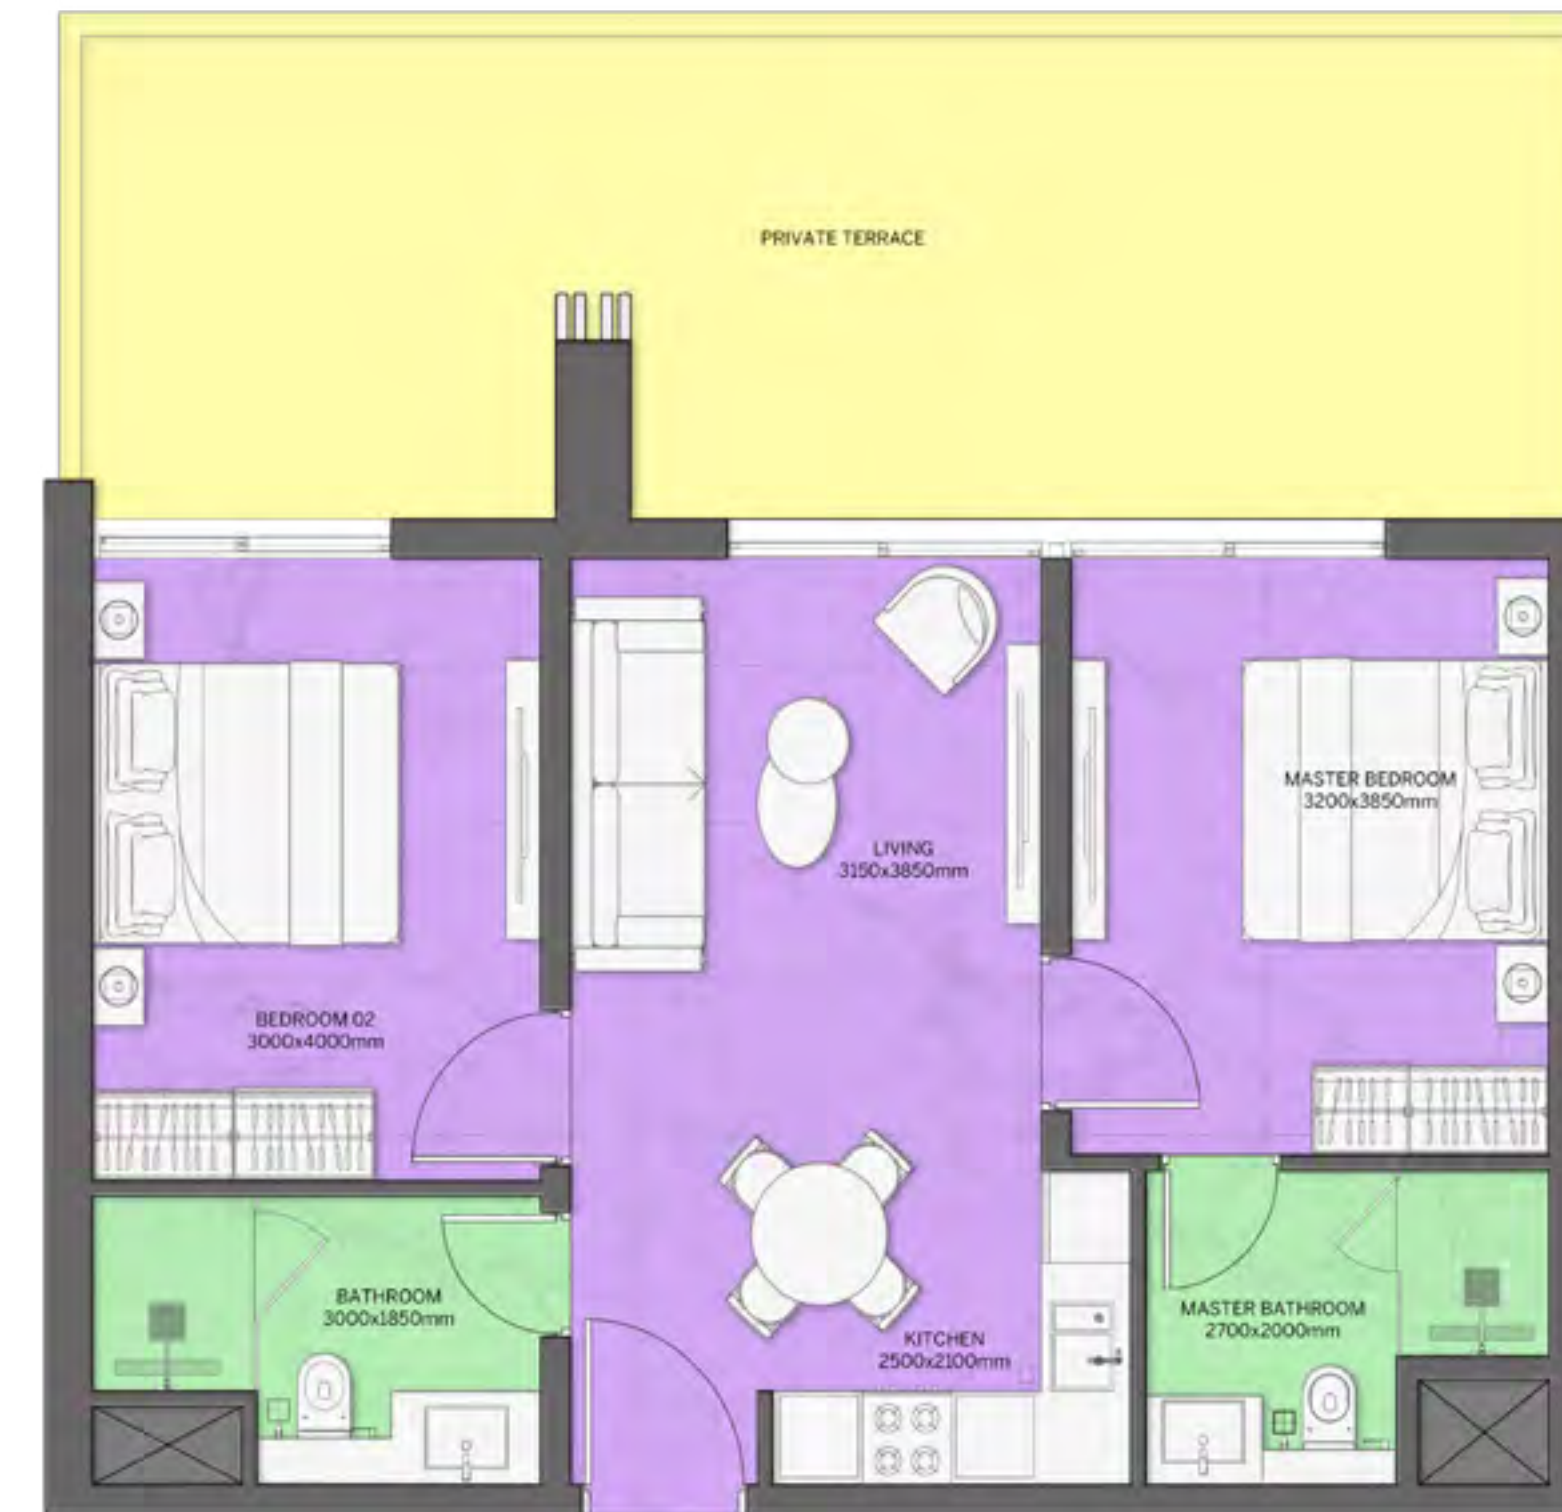 PRIVATE TERRACE
MASTER BEDROOM
3200x3850mm
LIVING
3150x3850mm
BEDROOM 02
3000x4000mm
BATHROOM
3000x1850mm
MASTER BATHROOM
2700x2000mm
KITCHEN
2500x2100mm